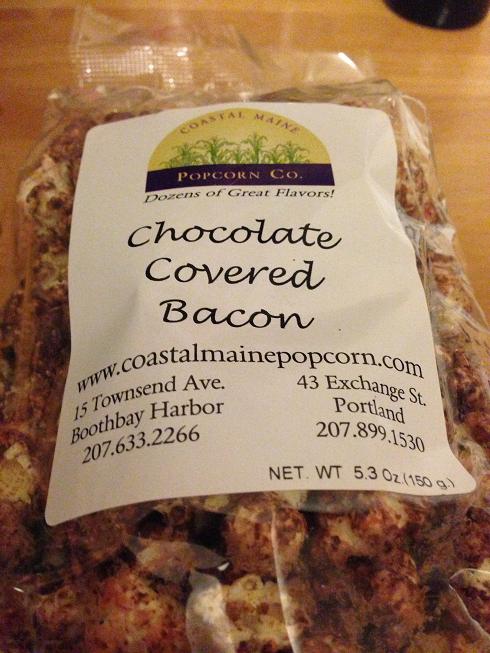 COASTAL MAINE
POPCORN CO.
Dozens of Great Flavors!
Chocolate
Covered
Bacon
www.coastalmainepopcorn.com
15 Townsend Ave.
Boothbay Harbor
207.633.2266
43 Exchange St.
Portland
207.899.1530
NET. WT 5.3 Oz.(150 g.)